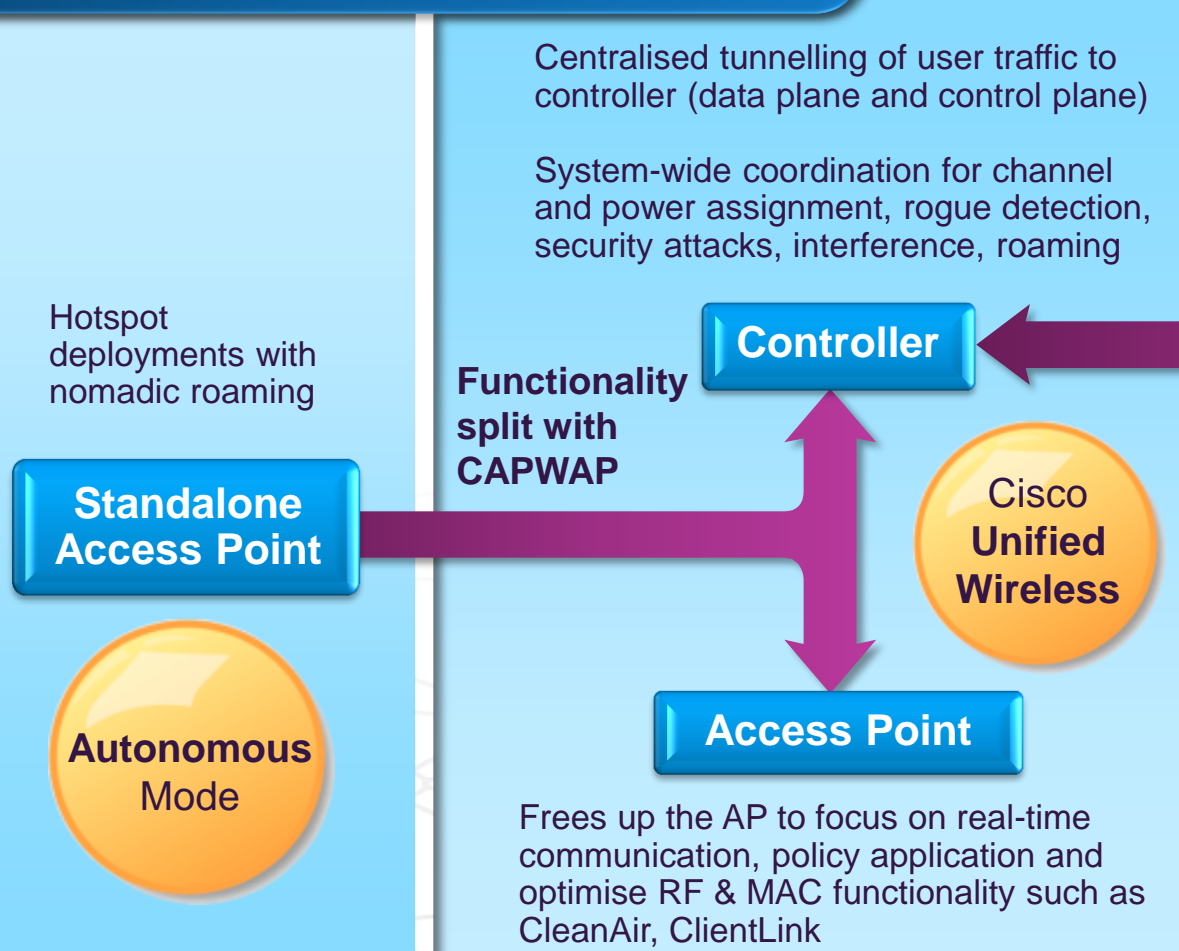 Hotspot
deployments with
nomadic roaming
Standalone
Access Point
Autonomous
Mode
Centralised tunnelling of user traffic to
controller (data plane and control plane)
System-wide coordination for channel
and power assignment, rogue detection,
security attacks, interference, roaming
Controller
Functionality
split with
CAPWAP
Cisco
Unified
Wireless
Access Point
Frees up the AP to focus on real-time
communication, policy application and
optimise RF & MAC functionality such as
CleanAir, ClientLink